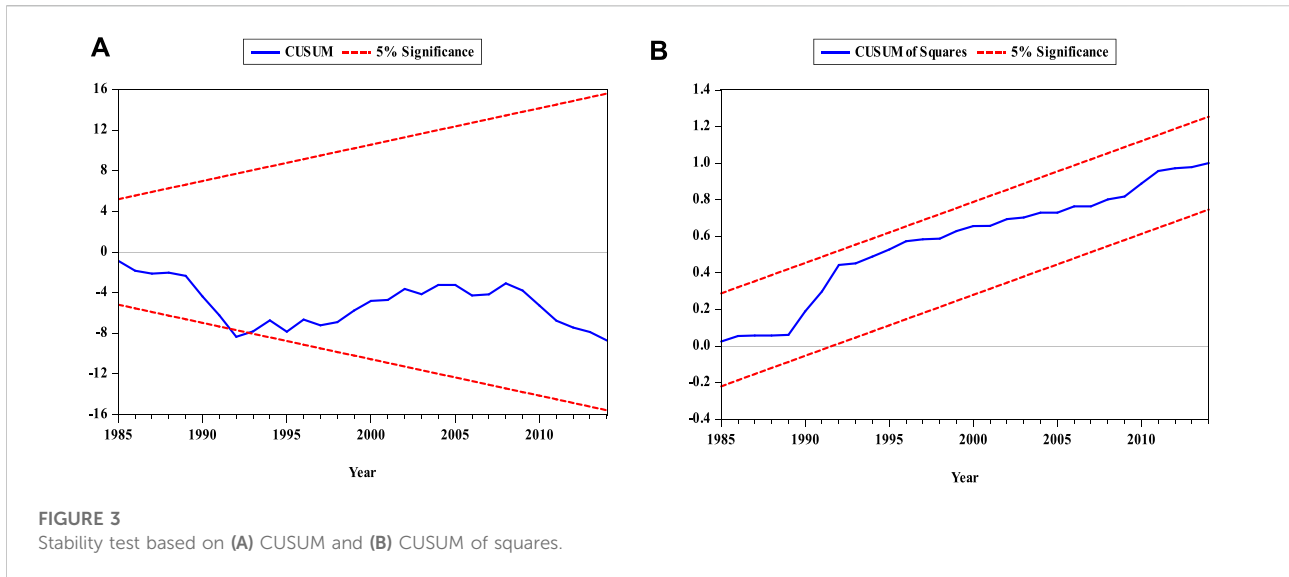 A
CUSUM 5% Significance
16
12
8
4
0
-4
-8
-12
-16
1985 1990 1995 2000 2005 2010
Year
B
CUSUM of Squares 5% Significance
1.4
1.2
1.0
0.8
0.6
0.4
0.2
0.0
-0.2
-0.4
1985 1990 1995 2000 2005 2010
Year
FIGURE 3
Stability test based on (A) CUSUM and (B) CUSUM of squares.